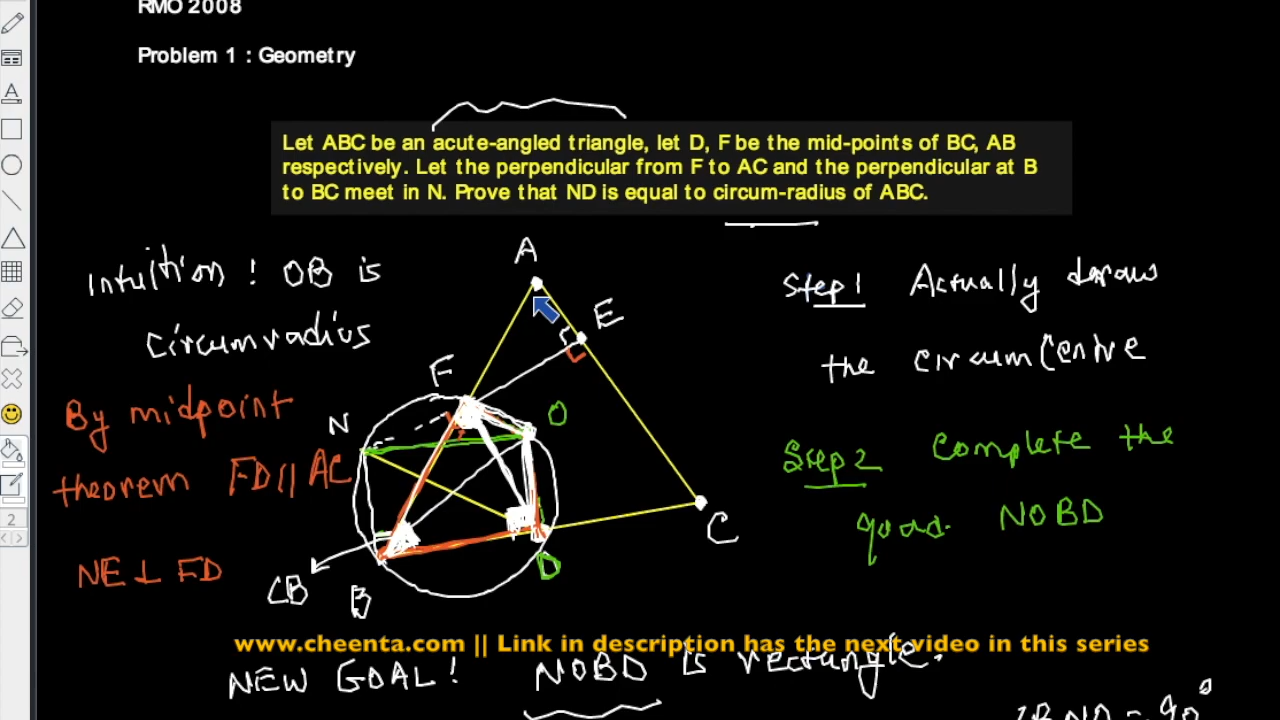 RMO 2008
Problem 1 : Geometry
Let ABC be an acute-angled triangle, let D, F be the mid-points of BC, AB
respectively. Let the perpendicular from F to AC and the perpendicular at B
to BC meet in N. Prove that ND is equal to circum-radius of ABC.
Intuition! OB is
circumradius
By midpoint
theorem FD || AC
NE ⊥ FD
A
E
F
N
O
C
D
B
CB
Step 1 Actually draw
the circumcentre
Step 2 Complete the
quad. NOBD
www.cheenta.com || Link in description has the next video in this series
NEW GOAL! NOBD is rectangle.
2